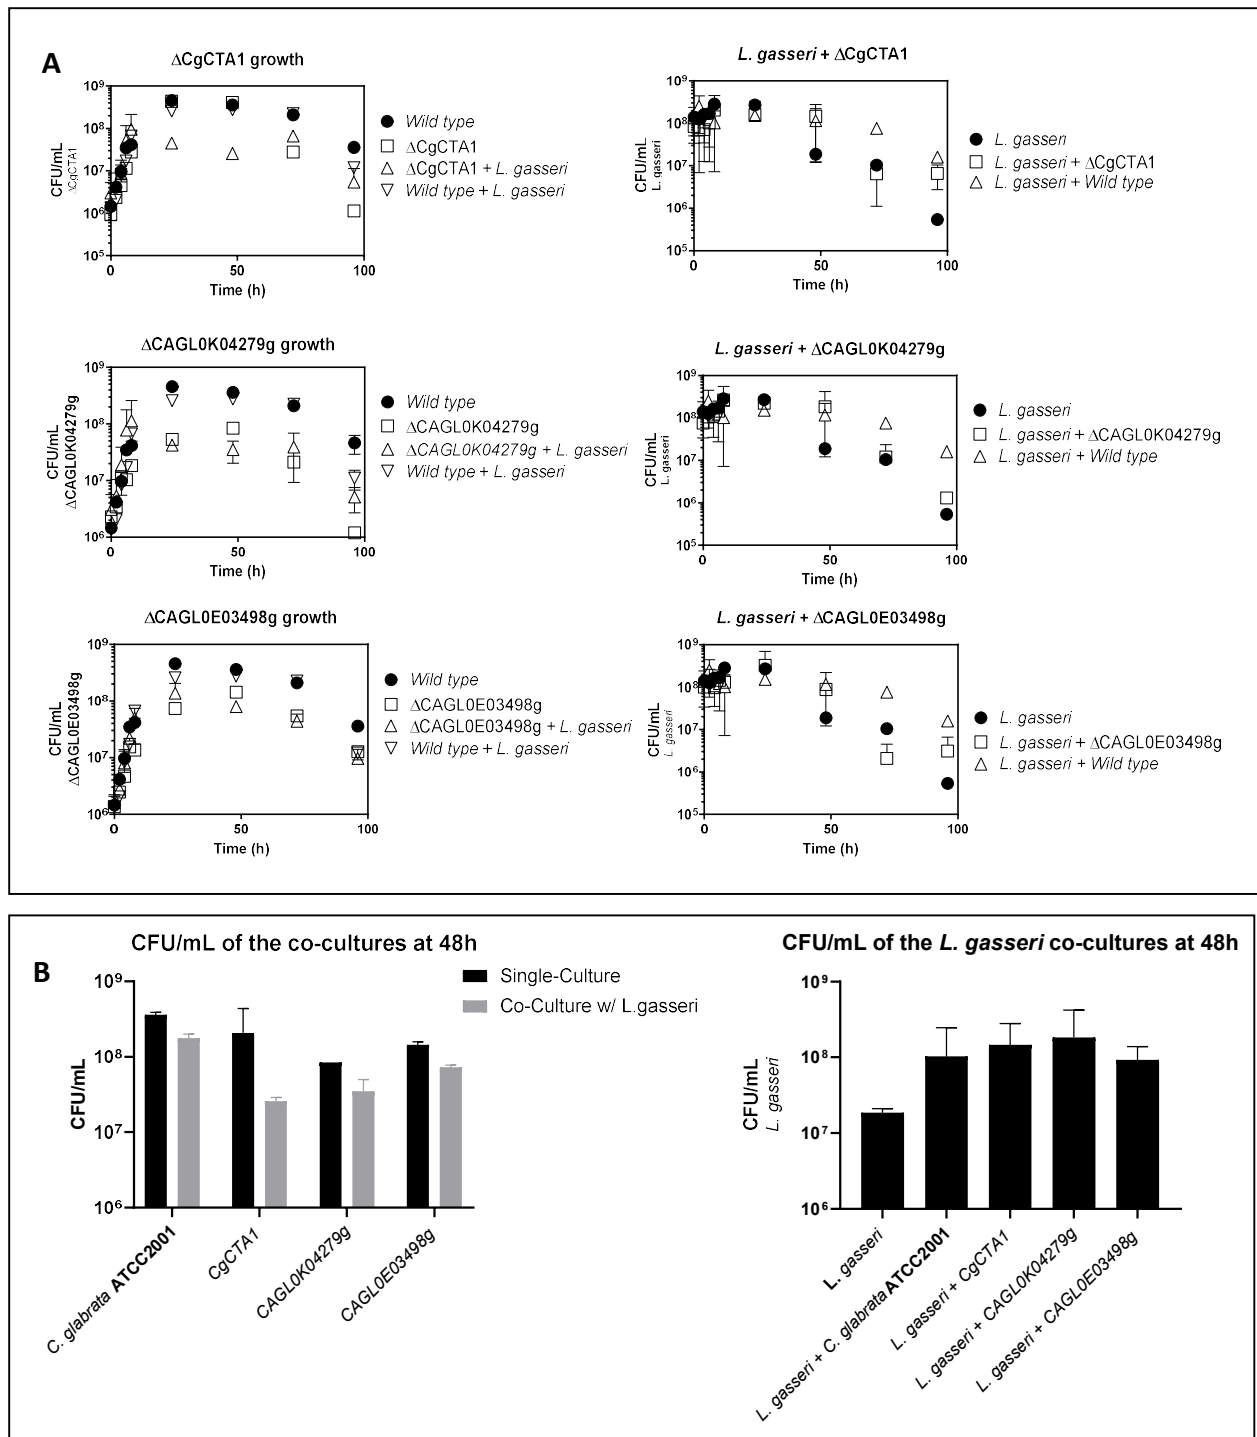 A
ΔCgCTA1 growth
CFU/mL
ΔCgCTA1
10⁹
10⁸
10⁷
10⁶
10⁵
0
50
100
Time (h)
Wild type
ΔCgCTA1
ΔCgCTA1 + L. gasseri
Wild type + L. gasseri
L. gasseri + ΔCgCTA1
CFU/mL
L. gasseri
10⁹
10⁸
10⁷
10⁶
10⁵
0
50
100
Time (h)
L. gasseri
L. gasseri + ΔCgCTA1
L. gasseri + Wild type
ΔCAGL0K04279g growth
CFU/mL
ΔCAGL0K04279g
10⁹
10⁸
10⁷
10⁶
0
50
100
Time (h)
Wild type
ΔCAGL0K04279g
ΔCAGL0K04279g + L. gasseri
Wild type + L. gasseri
L. gasseri + ΔCAGL0K04279g
CFU/mL
L. gasseri
10⁹
10⁸
10⁷
10⁶
10⁵
0
50
100
Time (h)
L. gasseri
L. gasseri + ΔCAGL0K04279g
L. gasseri + Wild type
ΔCAGL0E03498g growth
CFU/mL
ΔCAGL0E03498g
10⁹
10⁸
10⁷
10⁶
0
50
100
Time (h)
Wild type
ΔCAGL0E03498g
ΔCAGL0E03498g + L. gasseri
Wild type + L. gasseri
L. gasseri + ΔCAGL0E03498g
CFU/mL
L. gasseri
10⁹
10⁸
10⁷
10⁶
10⁵
0
50
100
Time (h)
L. gasseri
L. gasseri + ΔCAGL0E03498g
L. gasseri + Wild type
B
CFU/mL of the co-cultures at 48h
CFU/mL
10⁹
10⁸
10⁷
10⁶
Single-Culture
Co-Culture w/ L.gasseri
C. glabrata ATCC2001
CgCTA1
CAGL0K04279g
CAGL0E03498g
CFU/mL of the L. gasseri co-cultures at 48h
CFU/mL
L. gasseri
10⁹
10⁸
10⁷
10⁶
L. gasseri
L. gasseri + C. glabrata ATCC2001
L. gasseri + CgCTA1
L. gasseri + CAGL0K04279g
L. gasseri + CAGL0E03498g